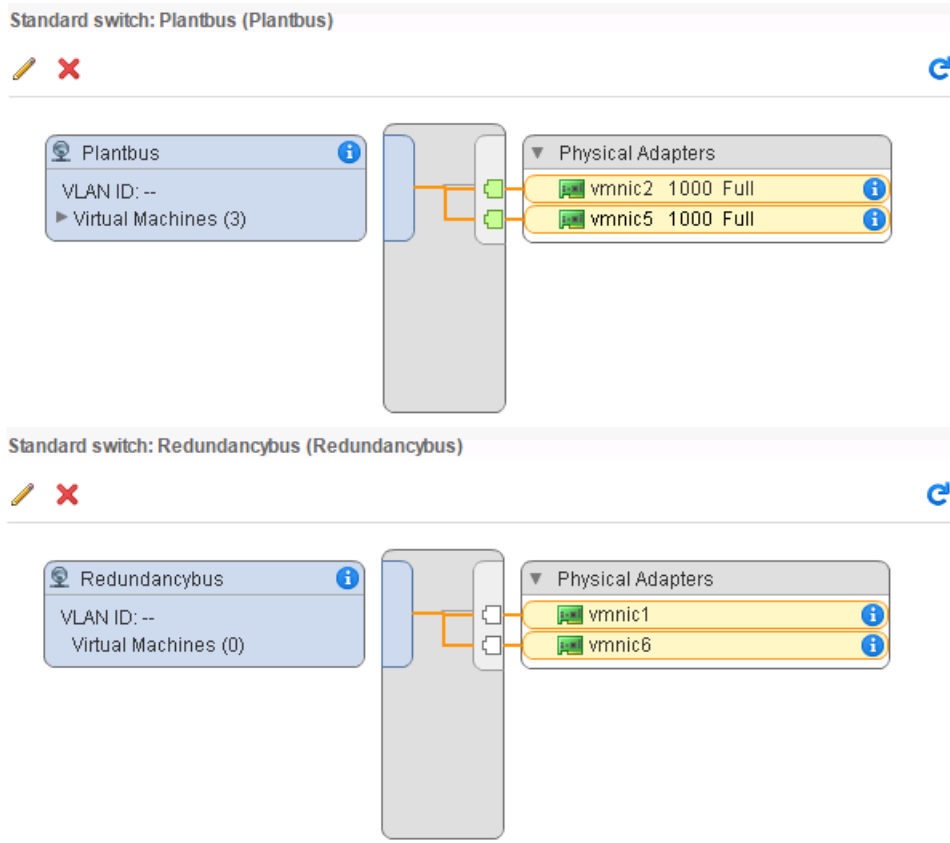 Standard switch: Plantbus (Plantbus)
Plantbus
VLAN ID: --
Virtual Machines (3)
Physical Adapters
vmnic2 1000 Full
vmnic5 1000 Full
Standard switch: Redundancybus (Redundancybus)
Redundancybus
VLAN ID: --
Virtual Machines (0)
Physical Adapters
vmnic1
vmnic6